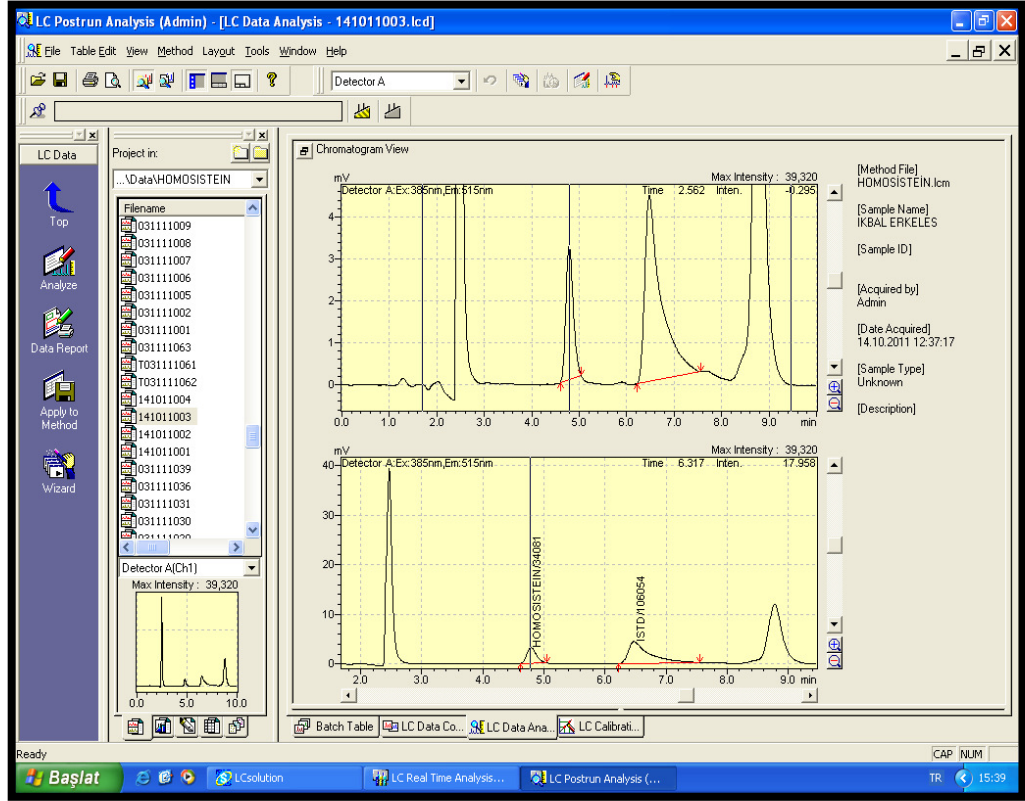 LC Postrun Analysis (Admin) - [LC Data Analysis - 141011003.lcd]
File Table Edit View Method Layout Tools Window Help
Detector A
LC Data
Top
Analyze
Data Report
Apply to
Method
Wizard
Project in:
...\Data\HOMOSISTEIN
Filename
031111009
031111008
031111007
031111006
031111005
031111002
031111001
031111063
T031111061
T031111062
141011004
141011003
141011002
141011001
031111039
031111036
031111031
031111030
Detector A(Ch1)
Max Intensity : 39,320
0.0 5.0 10.0
Chromatogram View
mV
Max Intensity : 39,320
Detector A:Ex:385nm,Em:515nm
Time 2.562 Inten. -0.295
4
3
2
1
0
0.0 1.0 2.0 3.0 4.0 5.0 6.0 7.0 8.0 9.0 min
mV
Max Intensity : 39,320
Detector A:Ex:385nm,Em:515nm
Time 6.317 Inten. 17.958
40
30
20
10
0
HOMOSISTEIN/34081
ISTD/106054
2.0 3.0 4.0 5.0 6.0 7.0 8.0 9.0 min
[Method File]
HOMOSİSTEİN.lcm
[Sample Name]
IKBAL ERKELES
[Sample ID]
[Acquired by]
Admin
[Date Acquired]
14.10.2011 12:37:17
[Sample Type]
Unknown
[Description]
Batch Table
LC Data Co...
LC Data Ana...
LC Calibrati...
Ready
CAP NUM
Başlat
LCsolution
LC Real Time Analysis...
LC Postrun Analysis (...
TR
15:39